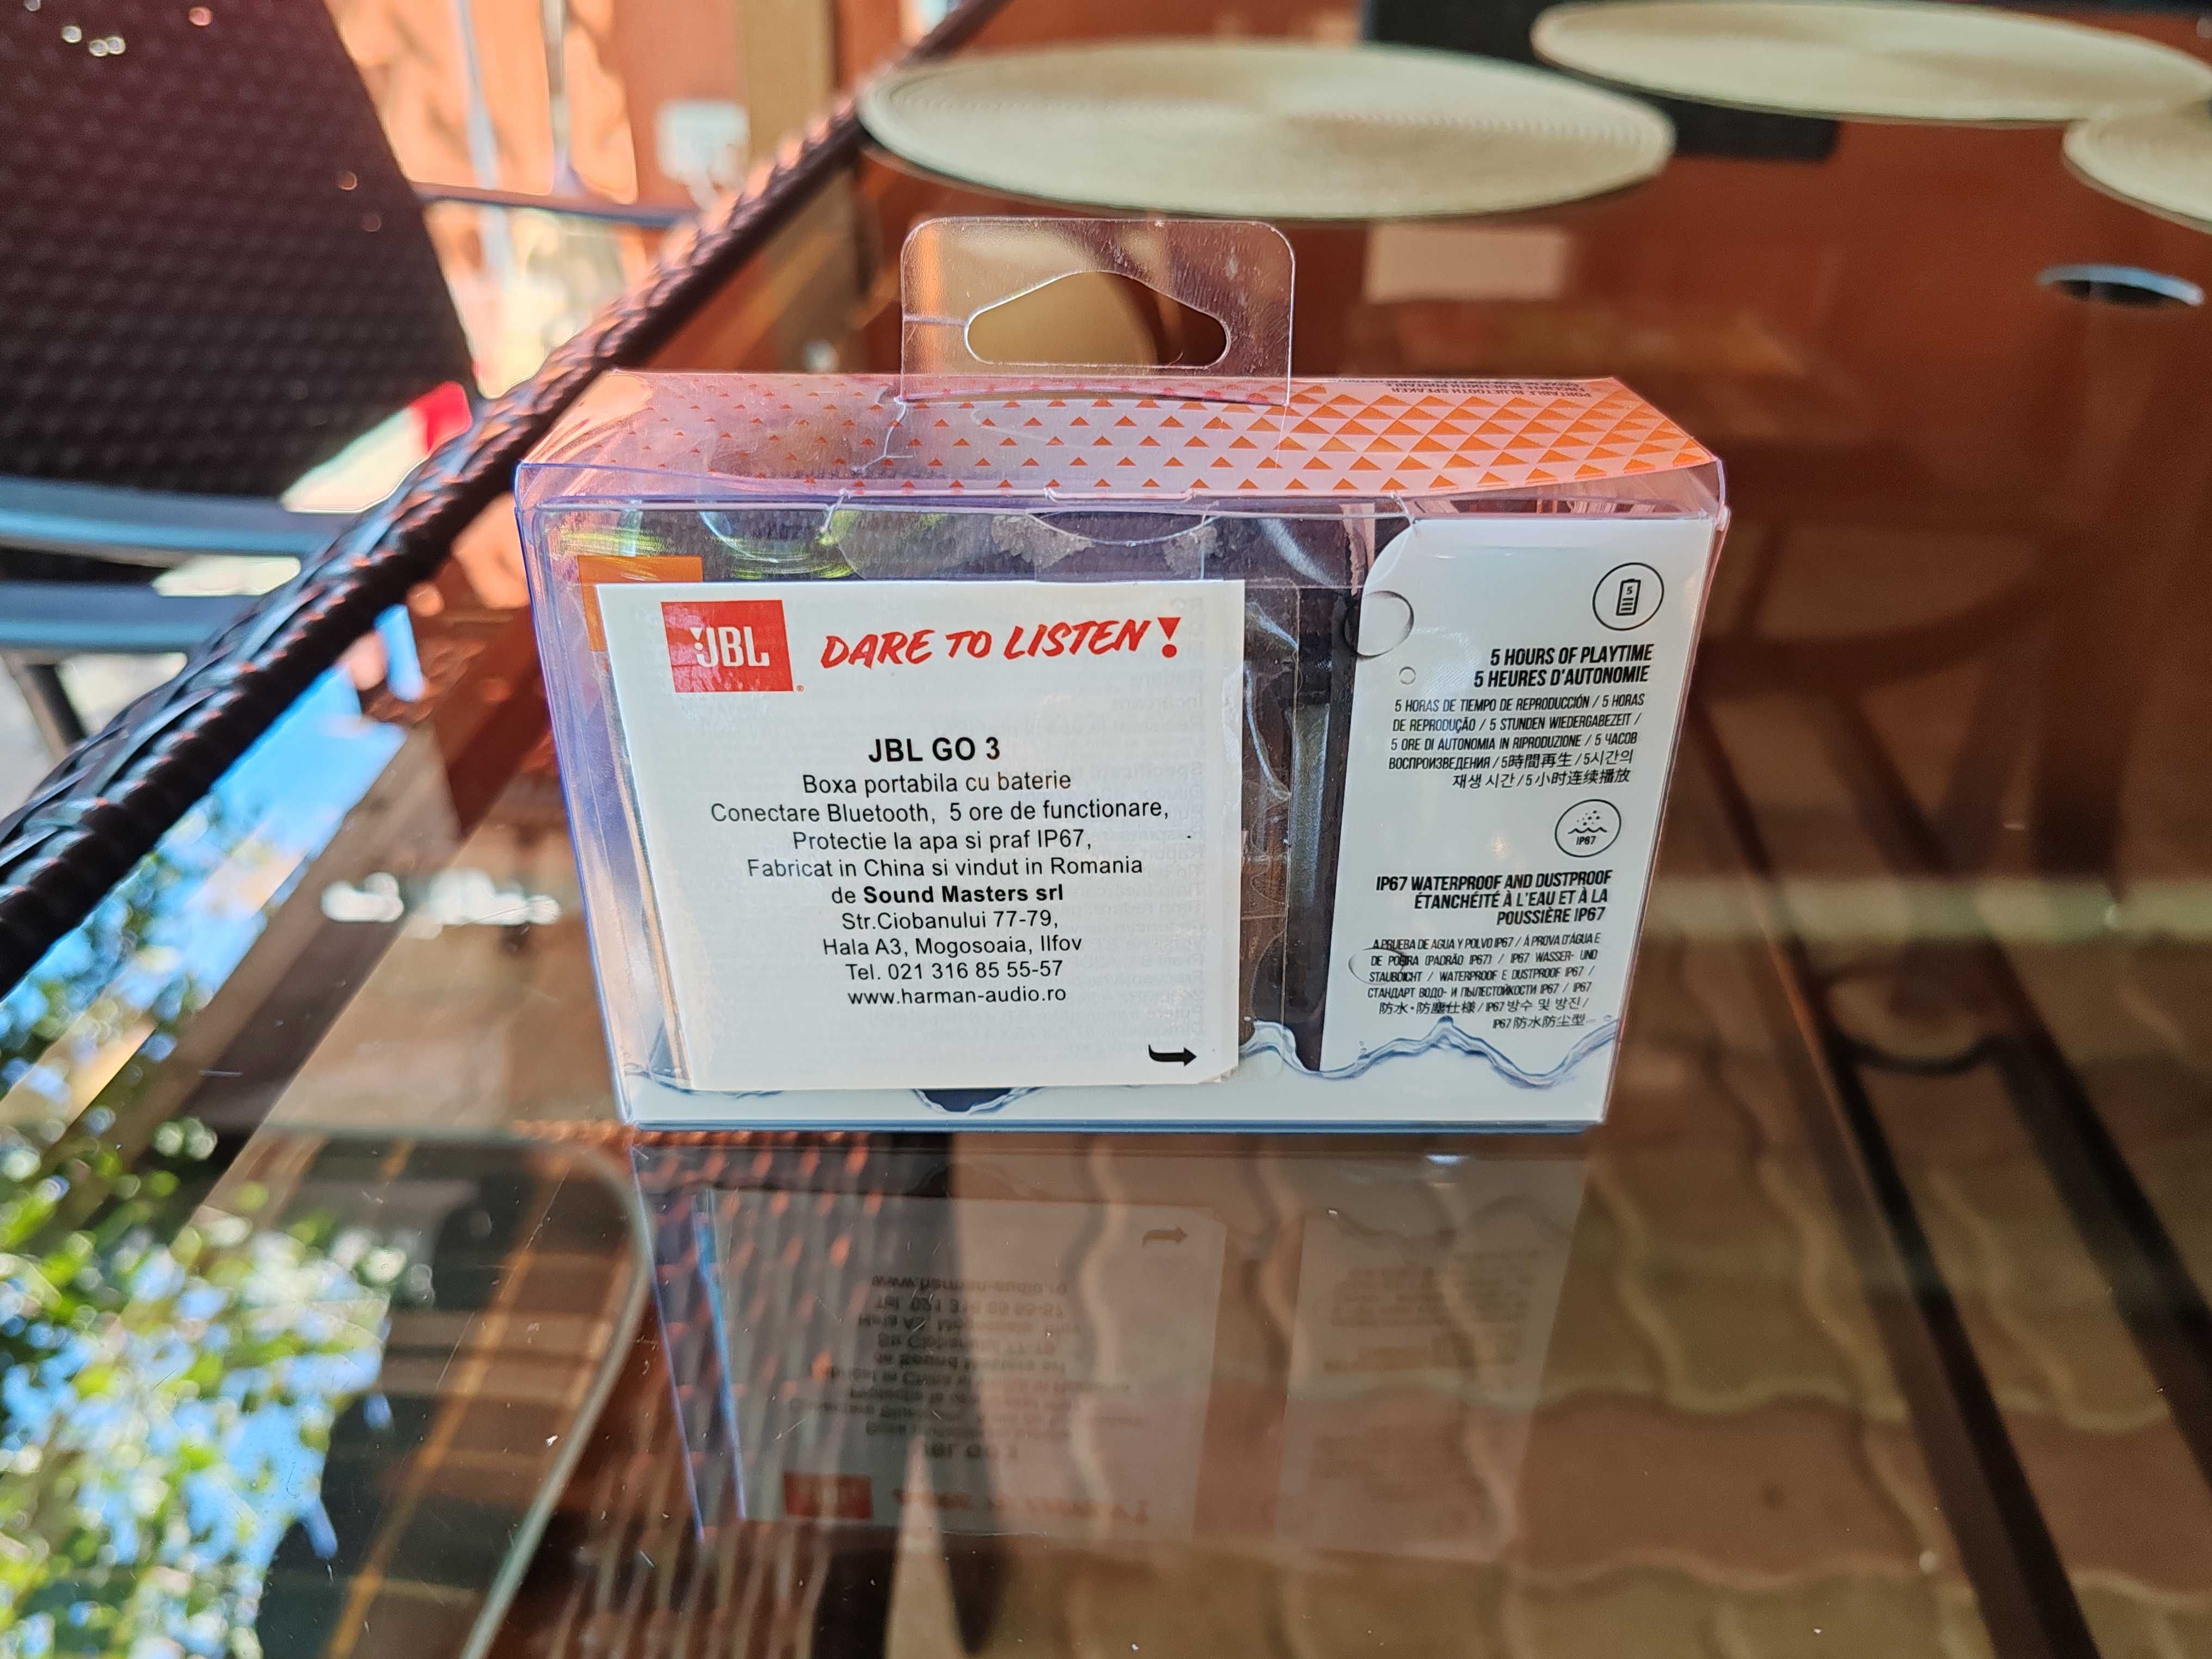 PORTABLE BLUETOOTH SPEAKER
JBL
DARE TO LISTEN!
JBL GO 3
Boxa portabila cu baterie
Conectare Bluetooth, 5 ore de functionare,
Protectie la apa si praf IP67,
Fabricat in China si vindut in Romania
de Sound Masters srl
Str.Ciobanului 77-79,
Hala A3, Mogosoaia, Ilfov
Tel. 021 316 85 55-57
www.harman-audio.ro
5
5 HOURS OF PLAYTIME
5 HEURES D'AUTONOMIE
5 HORAS DE TIEMPO DE REPRODUCCIÓN / 5 HORAS
DE REPRODUÇÃO / 5 STUNDEN WIEDERGABEZEIT /
5 ORE DI AUTONOMIA IN RIPRODUZIONE / 5 ЧАСОВ
ВОСПРОИЗВЕДЕНИЯ / 5時間再生 / 5시간의
재생 시간 / 5小时连续播放
IP67
IP67 WATERPROOF AND DUSTPROOF
ÉTANCHÉITÉ À L'EAU ET À LA
POUSSIÈRE IP67
A PRUEBA DE AGUA Y POLVO IP67 / À PROVA D'ÁGUA E
DE POEIRA (PADRÃO IP67) / IP67 WASSER- UND
STAUBDICHT / WATERPROOF E DUSTPROOF IP67 /
СТАНДАРТ ВОДО- И ПЫЛЕСТОЙКОСТИ IP67 / IP67
防水・防塵仕様 / IP67 방수 및 방진 /
IP67 防水防尘型